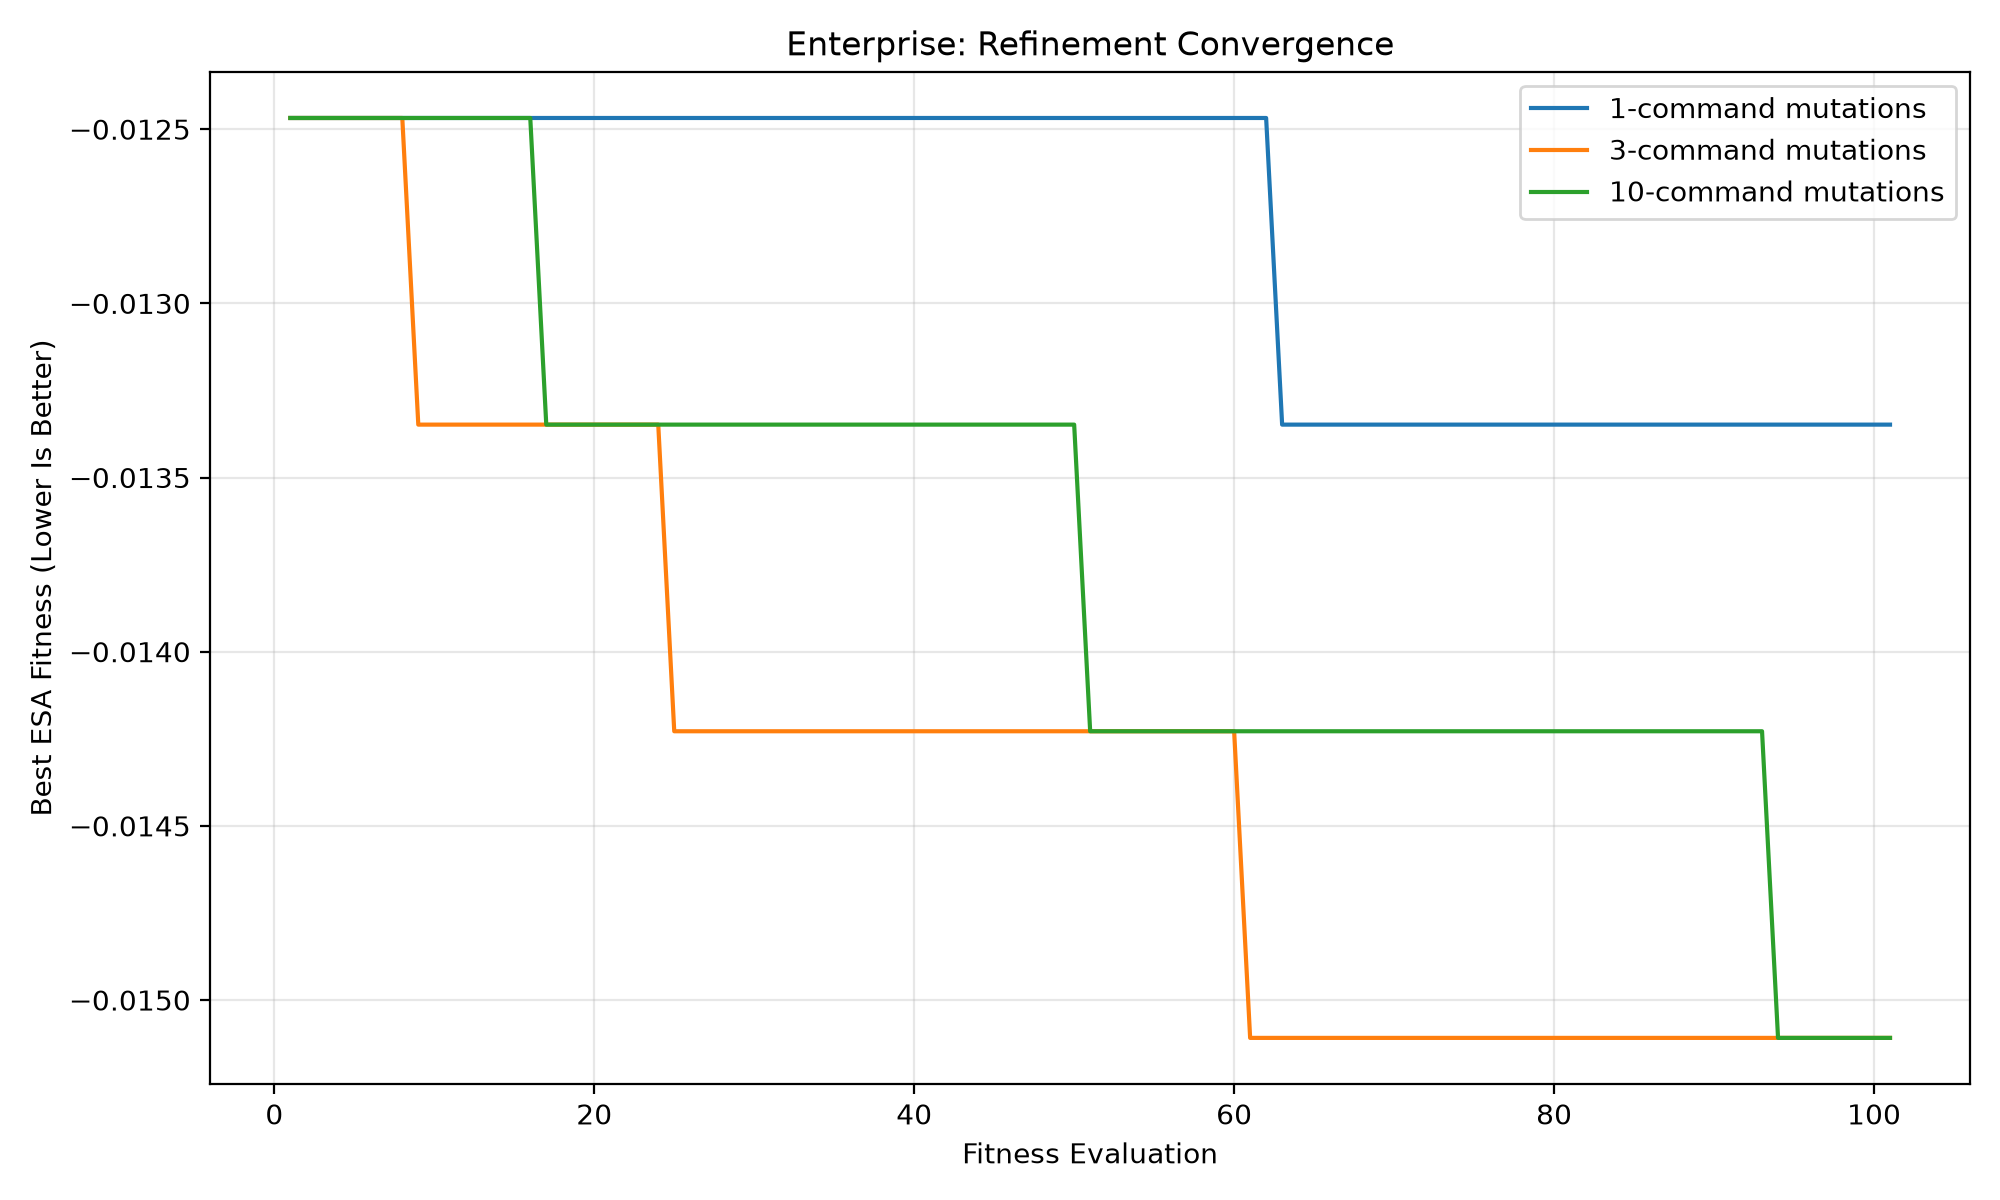 Enterprise: Refinement Convergence
1-command mutations
3-command mutations
10-command mutations
Best ESA Fitness (Lower Is Better)
−0.0125
−0.0130
−0.0135
−0.0140
−0.0145
−0.0150
0 20 40 60 80 100
Fitness Evaluation